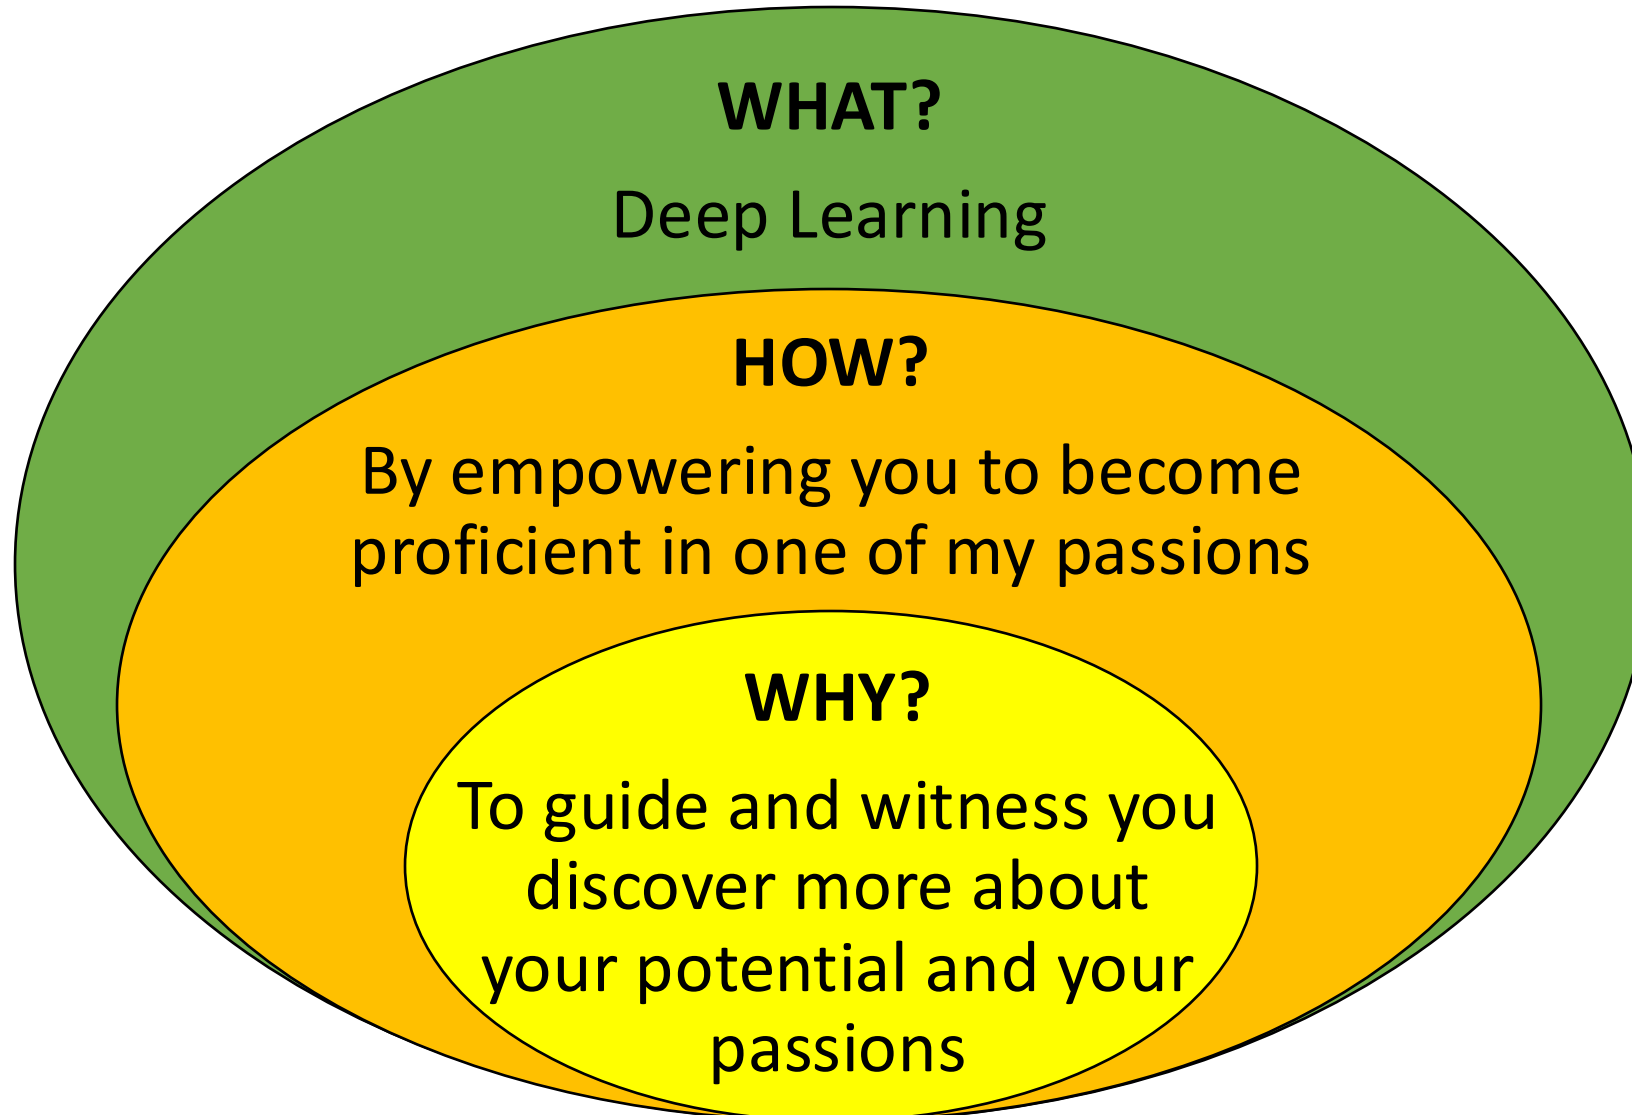 WHAT?
Deep Learning
HOW?
By empowering you to become
proficient in one of my passions
WHY?
To guide and witness you
discover more about
your potential and your
passions